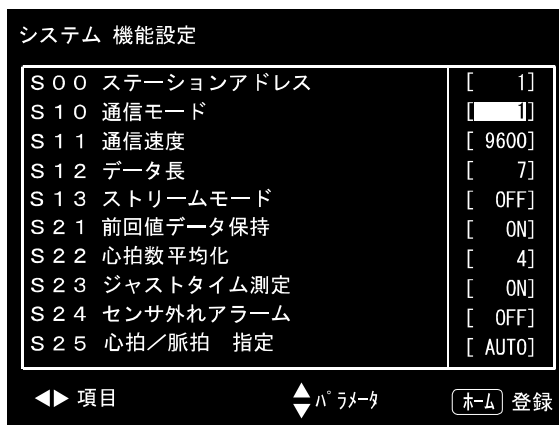 システム 機能設定
S00 ステーションアドレス [ 1]
S10 通信モード [ 1]
S11 通信速度 [ 9600]
S12 データ長 [ 7]
S13 ストリームモード [ OFF]
S21 前回値データ保持 [ ON]
S22 心拍数平均化 [ 4]
S23 ジャストタイム測定 [ ON]
S24 センサ外れアラーム [ OFF]
S25 心拍/脈拍 指定 [ AUTO]
◀▶ 項目 ▲▼ パラメータ ホーム 登録